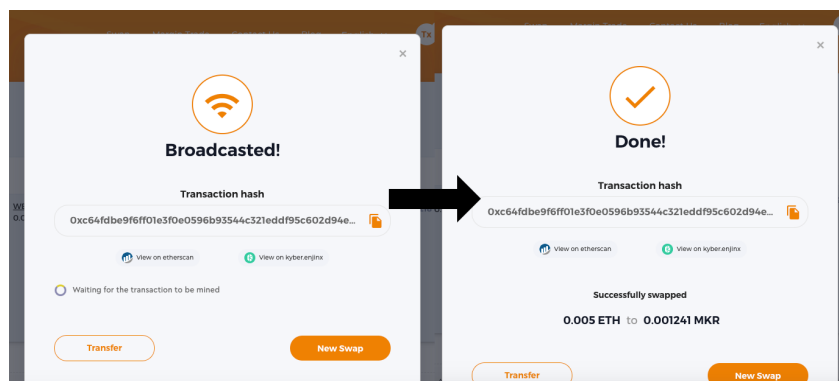 Tx
×
Broadcasted!
Transaction hash
0xc64fdbe9f6ff01e3f0e0596b93544c321eddf95c602d94e...
View on etherscan
View on kyber.enjinx
Waiting for the transaction to be mined
Transfer
New Swap
×
Done!
Transaction hash
0xc64fdbe9f6ff01e3f0e0596b93544c321eddf95c602d94e...
View on etherscan
View on kyber.enjinx
Successfully swapped
0.005 ETH to 0.001241 MKR
Transfer
New Swap